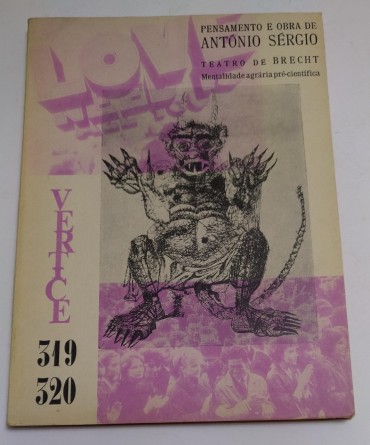 PENSAMENTO E OBRA DE
ANTÓNIO SÉRGIO
TEATRO DE BRECHT
Mentalidade agrária pré-científica
VERTICE
319
320